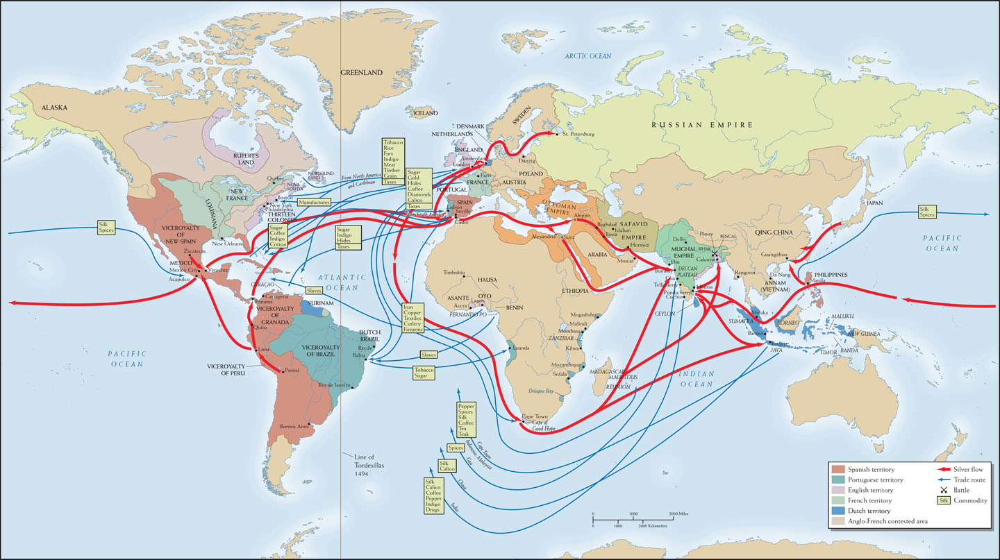 ARCTIC OCEAN
GREENLAND
ALASKA
ICELAND
SWEDEN
DENMARK
NETHERLANDS
St. Petersburg
RUSSIAN EMPIRE
ENGLAND
Amsterdam
London
Danzig
POLAND
Paris
FRANCE
AUSTRIA
PORTUGAL
SPAIN
Lisbon
Seville
Cadiz
RUPERT'S
LAND
NEWFOUND-
LAND
NOVA
SCOTIA
Québec
NEW
FRANCE
Boston
New York
Philadelphia
THIRTEEN
COLONIES
LOUISIANA
New Orleans
VICEROYALTY
OF
NEW SPAIN
Zacatecas
MEXICO
Mexico City
Veracruz
Acapulco
Tobacco
Rice
Furs
Indigo
Meat
Timber
Grain
Taxes
Sugar
Gold
Hides
Coffee
Diamonds
Calico
Taxes
From North America
and Caribbean
From South America
Manufactures
Sugar
Coffee
Indigo
Cotton
Sugar
Indigo
Hides
Taxes
Silk
Spices
Silk
Spices
OTTOMAN
EMPIRE
Aleppo
Baghdad
Isfahan
Basra
SAFAVID
EMPIRE
Hormuz
Alexandria
Suez
ARABIA
Muscat
Delhi
MUGHAL
EMPIRE
Plassey
BENGAL
BIHAR
Calcutta
Diu
Bombay
DECCAN
PLATEAU
Goa
Tellicherry
Madras
Pondicherry
Cochin
CEYLON
Rangoon
QING CHINA
Guangzhou
JAPAN
PACIFIC
OCEAN
Da Nang
ANNAM
(VIETNAM)
PHILIPPINES
Manila
Melaka
SUMATRA
BORNEO
Banten
Batavia
JAVA
MALUKU
NEW GUINEA
TIMOR
BANDA
ATLANTIC
OCEAN
Timbuktu
HAUSA
ETHIOPIA
ASANTE
OYO
Accra
Lagos
BENIN
FERNANDO PO
Mogadishu
Malindi
Mombasa
ZANZIBAR
Kilwa
Mozambique
Sofala
MADAGASCAR
MAURITIUS
RÉUNION
Delagoa Bay
Luanda
Cape Town
Cape of
Good Hope
INDIAN
OCEAN
CURAÇAO
Cartagena
Panama
VICEROYALTY
OF
GRANADA
SURINAM
Quito
DUTCH
BRAZIL
Recife
VICEROYALTY
OF BRAZIL
Bahia
Lima
VICEROYALTY
OF PERU
Potosí
Rio de Janeiro
Buenos Aires
PACIFIC
OCEAN
Slaves
Iron
Copper
Textiles
Cutlery
Firearms
Slaves
Tobacco
Sugar
Pepper
Spices
Silk
Coffee
Tea
Teak
Spices
Silk
Calico
Silk
Calico
Coffee
Pepper
Indigo
Drugs
Cape Town
Indonesia, Malaysia
Goa
China
India
Line of
Tordesillas
1494
0 1000 2000 Miles
0 1000 2000 Kilometers
Spanish territory
Portuguese territory
English territory
French territory
Dutch territory
Anglo-French contested area
Silver flow
Trade route
Battle
Silk Commodity